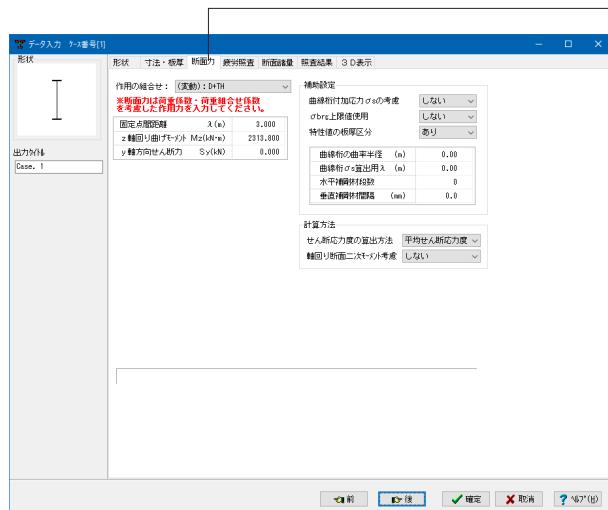 データ入力 ケース番号[1]
形状
形状 寸法・板厚 断面力 疲労照査 断面諸量 照査結果 3D表示
作用の組合せ： (変動)：D+TH
※断面力は荷重係数・荷重組合せ係数
を考慮した作用力を入力してください。
固定点間距離 λ(m) 3.000
z軸回り曲げモーメント Mz(kN・m) 2313.800
y軸方向せん断力 Sy(kN) 0.000
出力タイトル
Case. 1
補助設定
曲線桁付加応力σsの考慮 しない
σbrg上限値使用 しない
特性値の板厚区分 あり
曲線桁の曲率半径 (m) 0.00
曲線桁σs算出用λ (m) 0.00
水平補剛材段数 0
垂直補剛材間隔 (mm) 0.0
計算方法
せん断応力度の算出方法 平均せん断応力度
軸回り断面二次モーメント考慮 しない
前 後 確定 取消 ヘルプ(H)